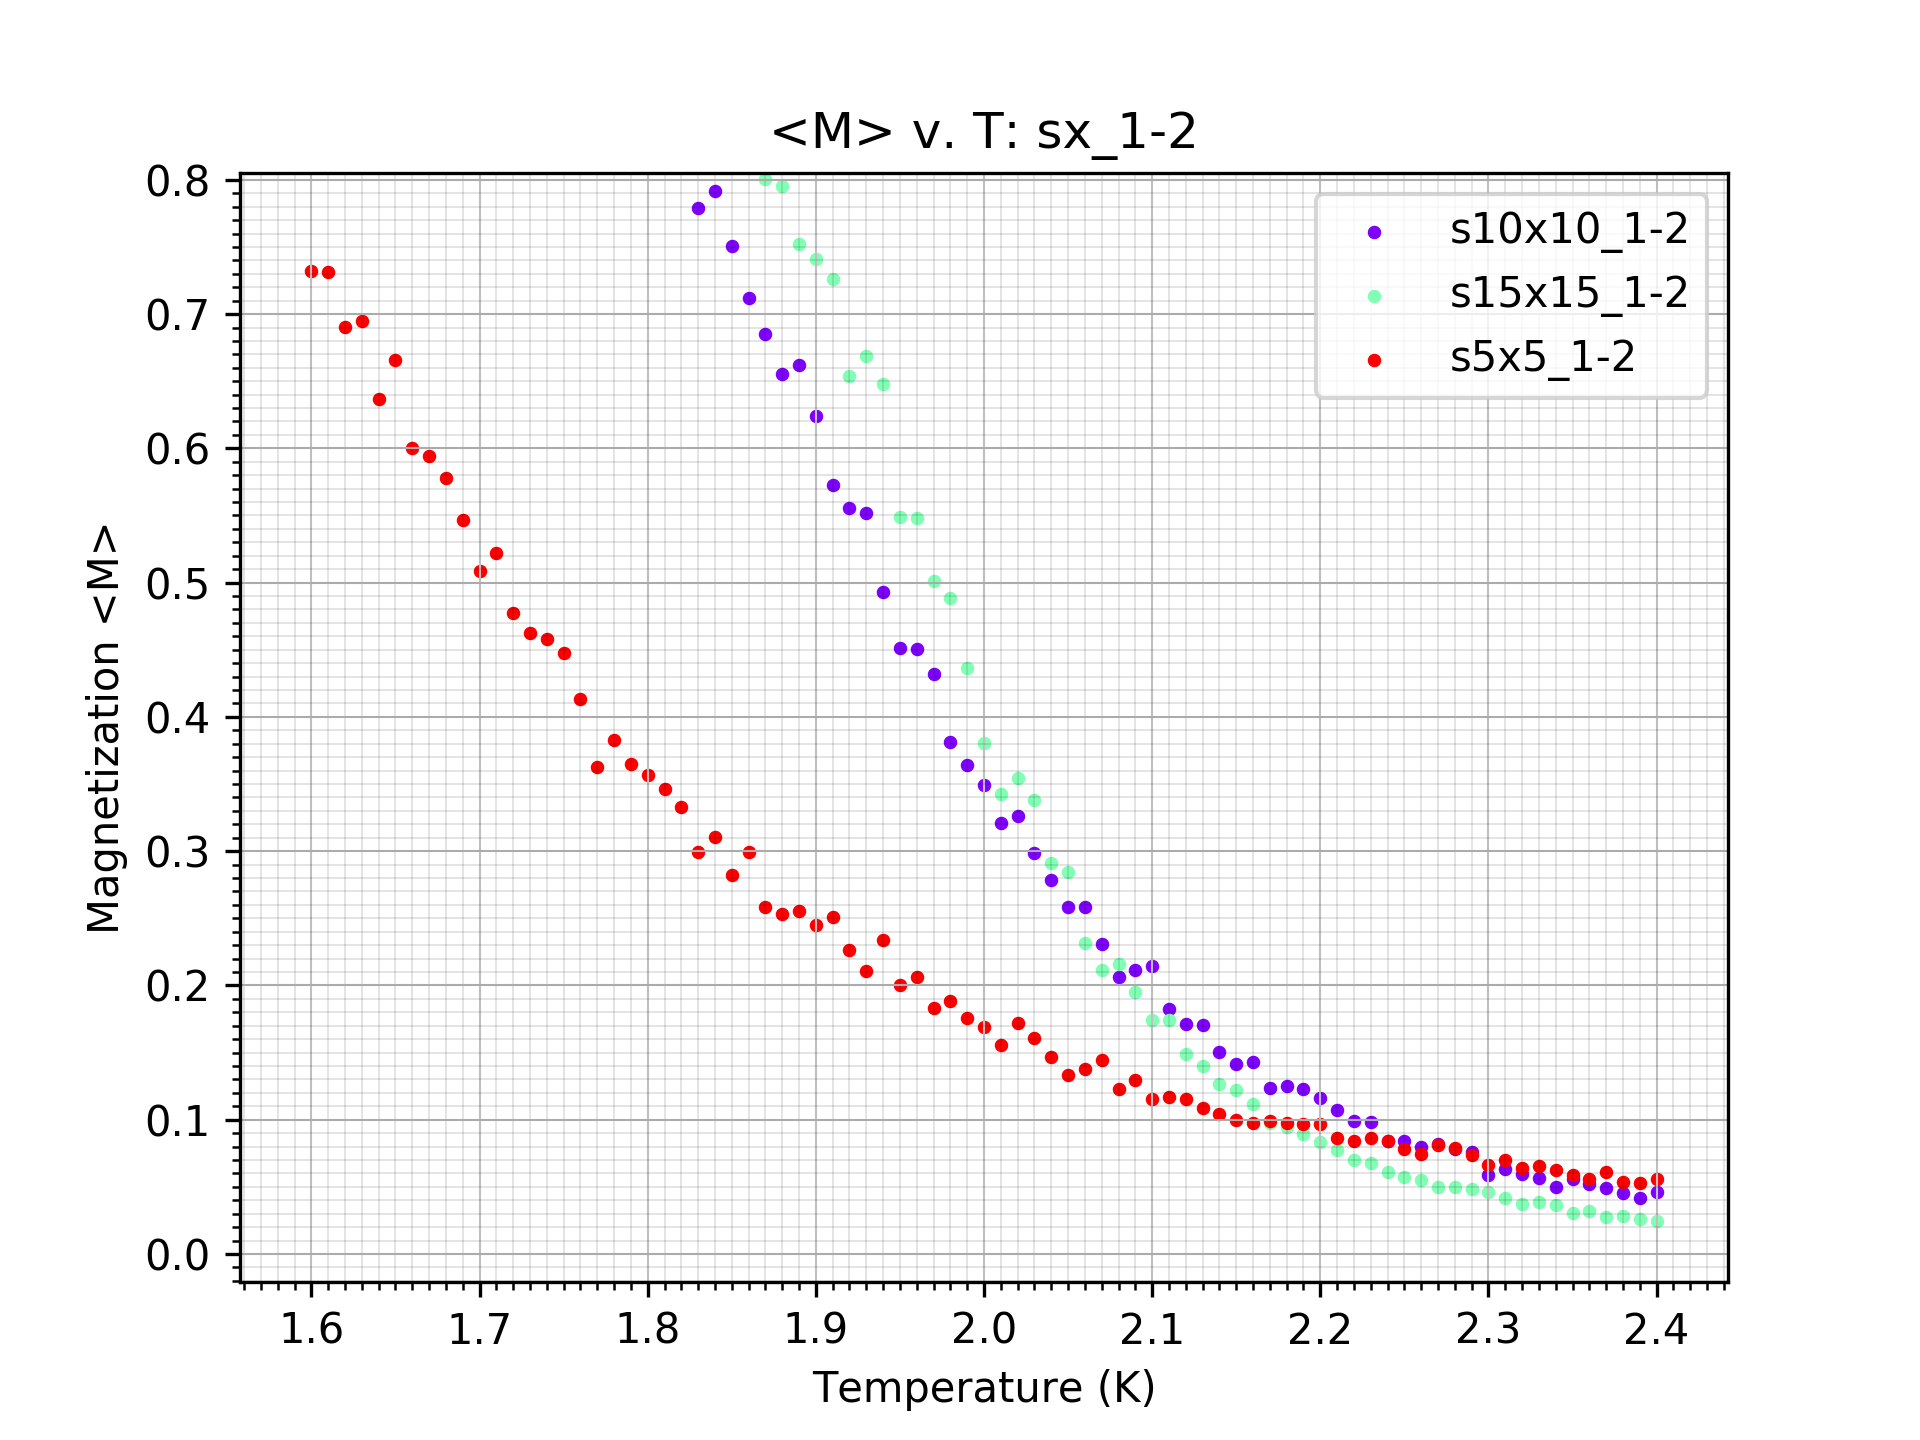 <M> v. T: sx_1-2
0.8
0.7
0.6
0.5
0.4
0.3
0.2
0.1
0.0
Magnetization <M>
s10x10_1-2
s15x15_1-2
s5x5_1-2
1.6 1.7 1.8 1.9 2.0 2.1 2.2 2.3 2.4
Temperature (K)